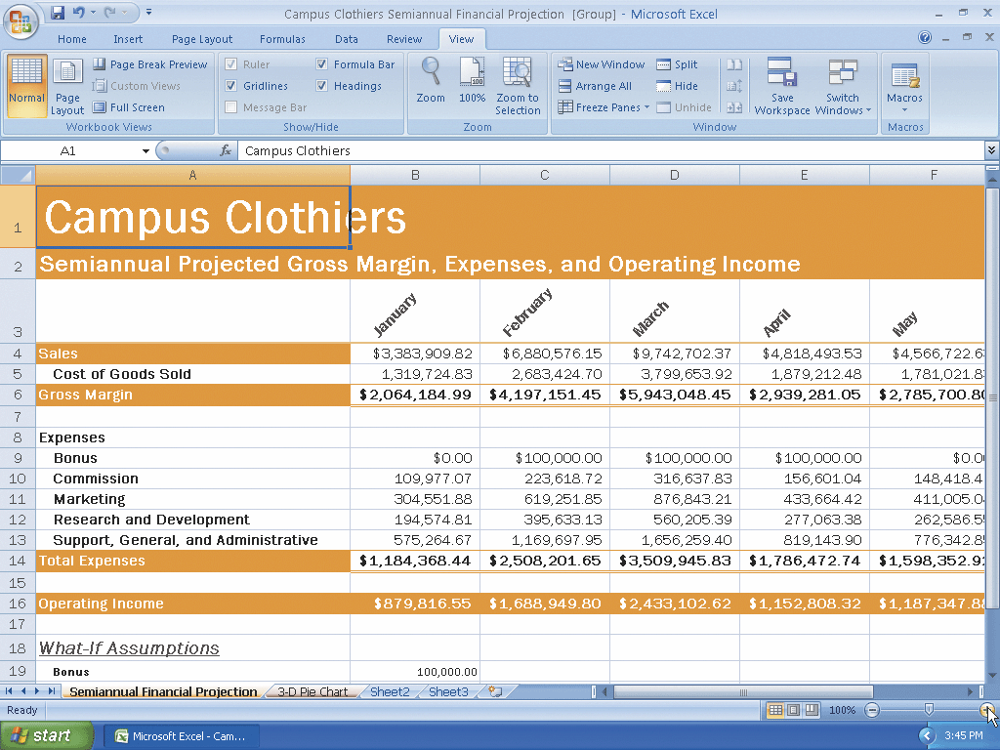 Campus Clothiers Semiannual Financial Projection [Group] - Microsoft Excel
Home Insert Page Layout Formulas Data Review View
Normal Page Layout Page Break Preview Custom Views Full Screen
Workbook Views
Ruler Formula Bar
Gridlines Headings
Message Bar
Show/Hide
Zoom 100% Zoom to Selection
Zoom
New Window Split
Arrange All Hide
Freeze Panes Unhide
Save Workspace Switch Windows
Window
Macros
Macros
A1 fx Campus Clothiers
A B C D E F
1 Campus Clothiers
2 Semiannual Projected Gross Margin, Expenses, and Operating Income
3 January February March April May
4 Sales $3,383,909.82 $6,880,576.15 $9,742,702.37 $4,818,493.53 $4,566,722.6
5 Cost of Goods Sold 1,319,724.83 2,683,424.70 3,799,653.92 1,879,212.48 1,781,021.8
6 Gross Margin $2,064,184.99 $4,197,151.45 $5,943,048.45 $2,939,281.05 $2,785,700.80
7
8 Expenses
9 Bonus $0.00 $100,000.00 $100,000.00 $100,000.00 $0.0
10 Commission 109,977.07 223,618.72 316,637.83 156,601.04 148,418.4
11 Marketing 304,551.88 619,251.85 876,843.21 433,664.42 411,005.0
12 Research and Development 194,574.81 395,633.13 560,205.39 277,063.38 262,586.5
13 Support, General, and Administrative 575,264.67 1,169,697.95 1,656,259.40 819,143.90 776,342.8
14 Total Expenses $1,184,368.44 $2,508,201.65 $3,509,945.83 $1,786,472.74 $1,598,352.9
15
16 Operating Income $879,816.55 $1,688,949.80 $2,433,102.62 $1,152,808.32 $1,187,347.8
17
18 What-If Assumptions
19 Bonus 100,000.00
Semiannual Financial Projection 3-D Pie Chart Sheet2 Sheet3
Ready 100%
start Microsoft Excel - Cam... 3:45 PM